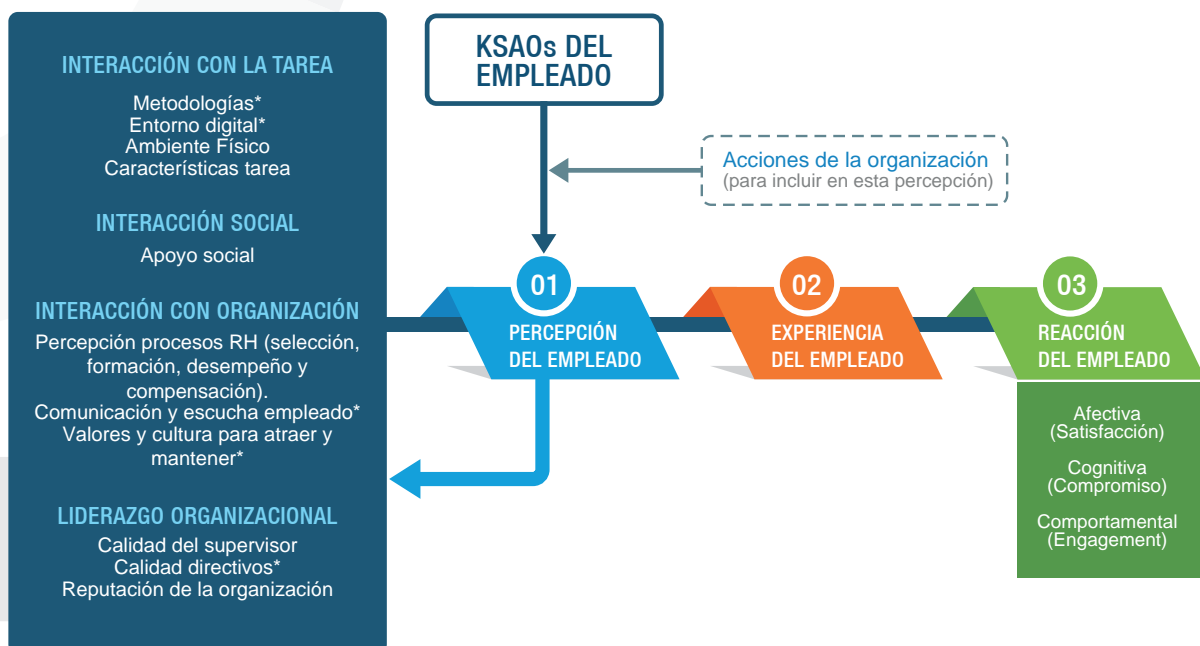 INTERACCIÓN CON LA TAREA
Metodologías*
Entorno digital*
Ambiente Físico
Características tarea
INTERACCIÓN SOCIAL
Apoyo social
INTERACCIÓN CON ORGANIZACIÓN
Percepción procesos RH (selección,
formación, desempeño y
compensación).
Comunicación y escucha empleado*
Valores y cultura para atraer y
mantener*
LIDERAZGO ORGANIZACIONAL
Calidad del supervisor
Calidad directivos*
Reputación de la organización
KSAOs DEL
EMPLEADO
Acciones de la organización
(para incluir en esta percepción)
01
PERCEPCIÓN
DEL EMPLEADO
02
EXPERIENCIA
DEL EMPLEADO
03
REACCIÓN
DEL EMPLEADO
Afectiva
(Satisfacción)
Cognitiva
(Compromiso)
Comportamental
(Engagement)